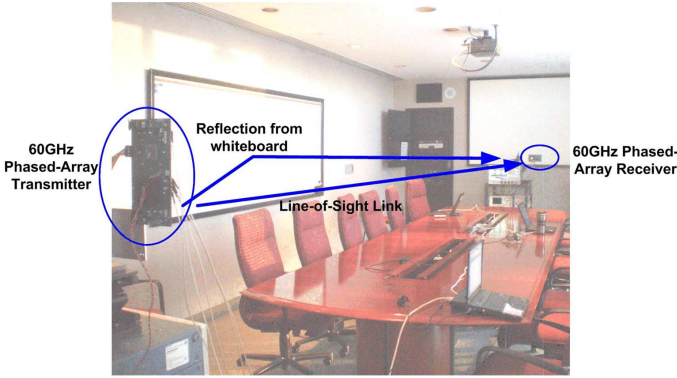 60GHz
Phased-Array
Transmitter
Reflection from
whiteboard
Line-of-Sight Link
60GHz Phased-
Array Receiver